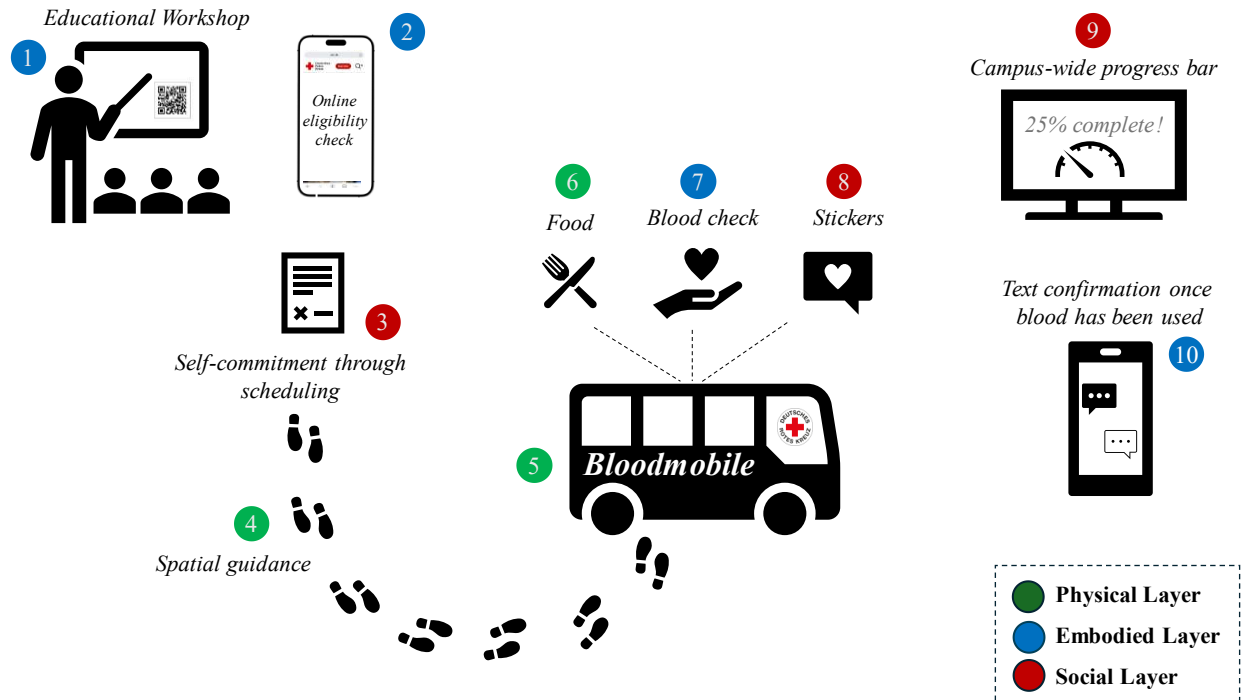 Educational Workshop
1
2
Online
eligibility
check
3
Self-commitment through
scheduling
4
Spatial guidance
5
Bloodmobile
DEUTSCHES
ROTES KREUZ
6
Food
7
Blood check
8
Stickers
9
Campus-wide progress bar
25% complete!
Text confirmation once
blood has been used
10
Physical Layer
Embodied Layer
Social Layer